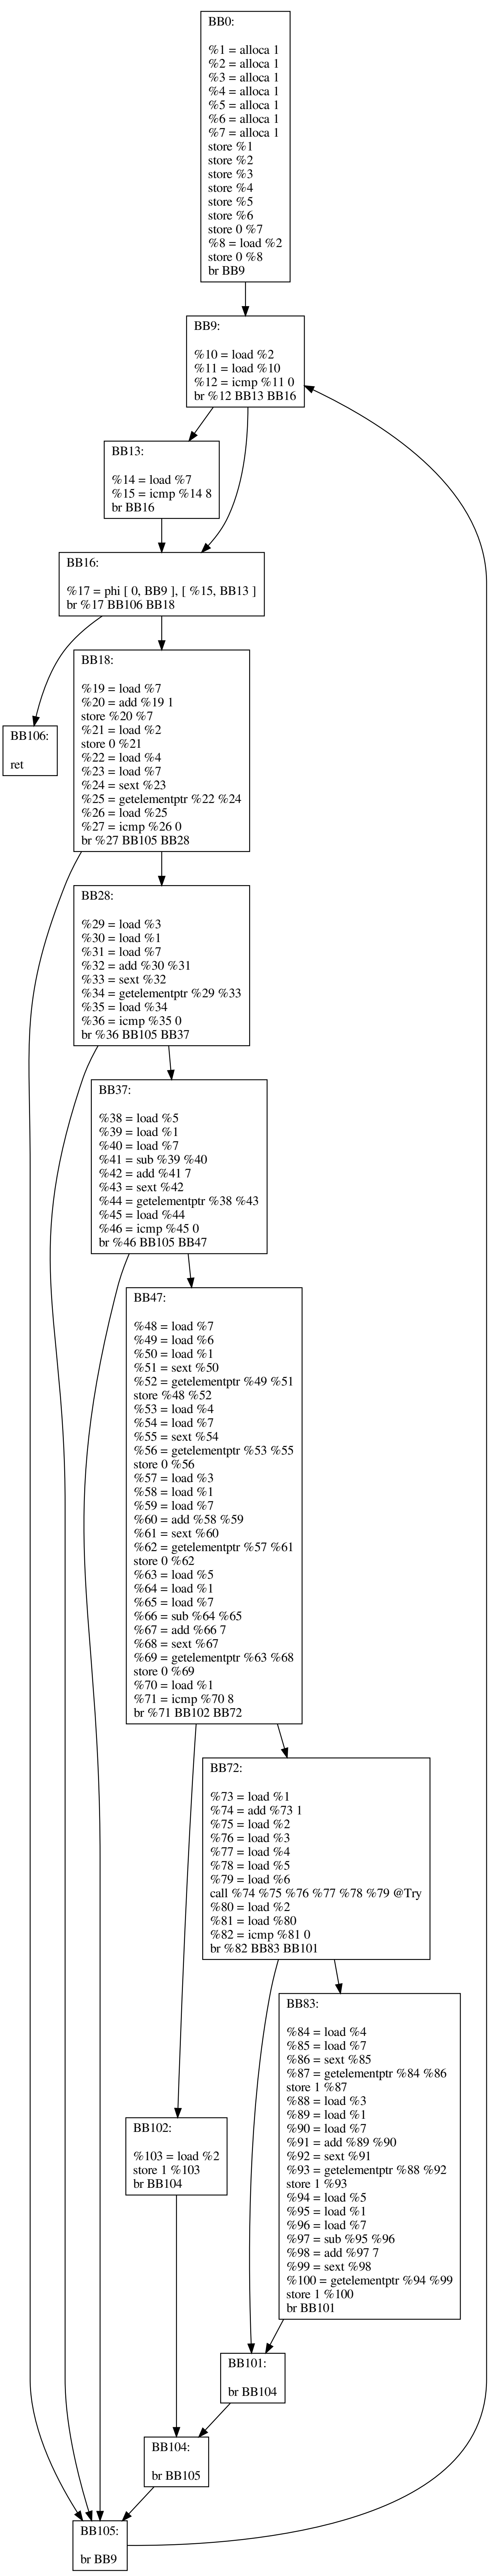 BB0:
%1 = alloca 1
%2 = alloca 1
%3 = alloca 1
%4 = alloca 1
%5 = alloca 1
%6 = alloca 1
%7 = alloca 1
store %1
store %2
store %3
store %4
store %5
store %6
store 0 %7
%8 = load %2
store 0 %8
br BB9
BB9:
%10 = load %2
%11 = load %10
%12 = icmp %11 0
br %12 BB13 BB16
BB13:
%14 = load %7
%15 = icmp %14 8
br BB16
BB16:
%17 = phi [ 0, BB9 ], [ %15, BB13 ]
br %17 BB106 BB18
BB106:
ret
BB18:
%19 = load %7
%20 = add %19 1
store %20 %7
%21 = load %2
store 0 %21
%22 = load %4
%23 = load %7
%24 = sext %23
%25 = getelementptr %22 %24
%26 = load %25
%27 = icmp %26 0
br %27 BB105 BB28
BB28:
%29 = load %3
%30 = load %1
%31 = load %7
%32 = add %30 %31
%33 = sext %32
%34 = getelementptr %29 %33
%35 = load %34
%36 = icmp %35 0
br %36 BB105 BB37
BB37:
%38 = load %5
%39 = load %1
%40 = load %7
%41 = sub %39 %40
%42 = add %41 7
%43 = sext %42
%44 = getelementptr %38 %43
%45 = load %44
%46 = icmp %45 0
br %46 BB105 BB47
BB47:
%48 = load %7
%49 = load %6
%50 = load %1
%51 = sext %50
%52 = getelementptr %49 %51
store %48 %52
%53 = load %4
%54 = load %7
%55 = sext %54
%56 = getelementptr %53 %55
store 0 %56
%57 = load %3
%58 = load %1
%59 = load %7
%60 = add %58 %59
%61 = sext %60
%62 = getelementptr %57 %61
store 0 %62
%63 = load %5
%64 = load %1
%65 = load %7
%66 = sub %64 %65
%67 = add %66 7
%68 = sext %67
%69 = getelementptr %63 %68
store 0 %69
%70 = load %1
%71 = icmp %70 8
br %71 BB102 BB72
BB72:
%73 = load %1
%74 = add %73 1
%75 = load %2
%76 = load %3
%77 = load %4
%78 = load %5
%79 = load %6
call %74 %75 %76 %77 %78 %79 @Try
%80 = load %2
%81 = load %80
%82 = icmp %81 0
br %82 BB83 BB101
BB83:
%84 = load %4
%85 = load %7
%86 = sext %85
%87 = getelementptr %84 %86
store 1 %87
%88 = load %3
%89 = load %1
%90 = load %7
%91 = add %89 %90
%92 = sext %91
%93 = getelementptr %88 %92
store 1 %93
%94 = load %5
%95 = load %1
%96 = load %7
%97 = sub %95 %96
%98 = add %97 7
%99 = sext %98
%100 = getelementptr %94 %99
store 1 %100
br BB101
BB102:
%103 = load %2
store 1 %103
br BB104
BB101:
br BB104
BB104:
br BB105
BB105:
br BB9